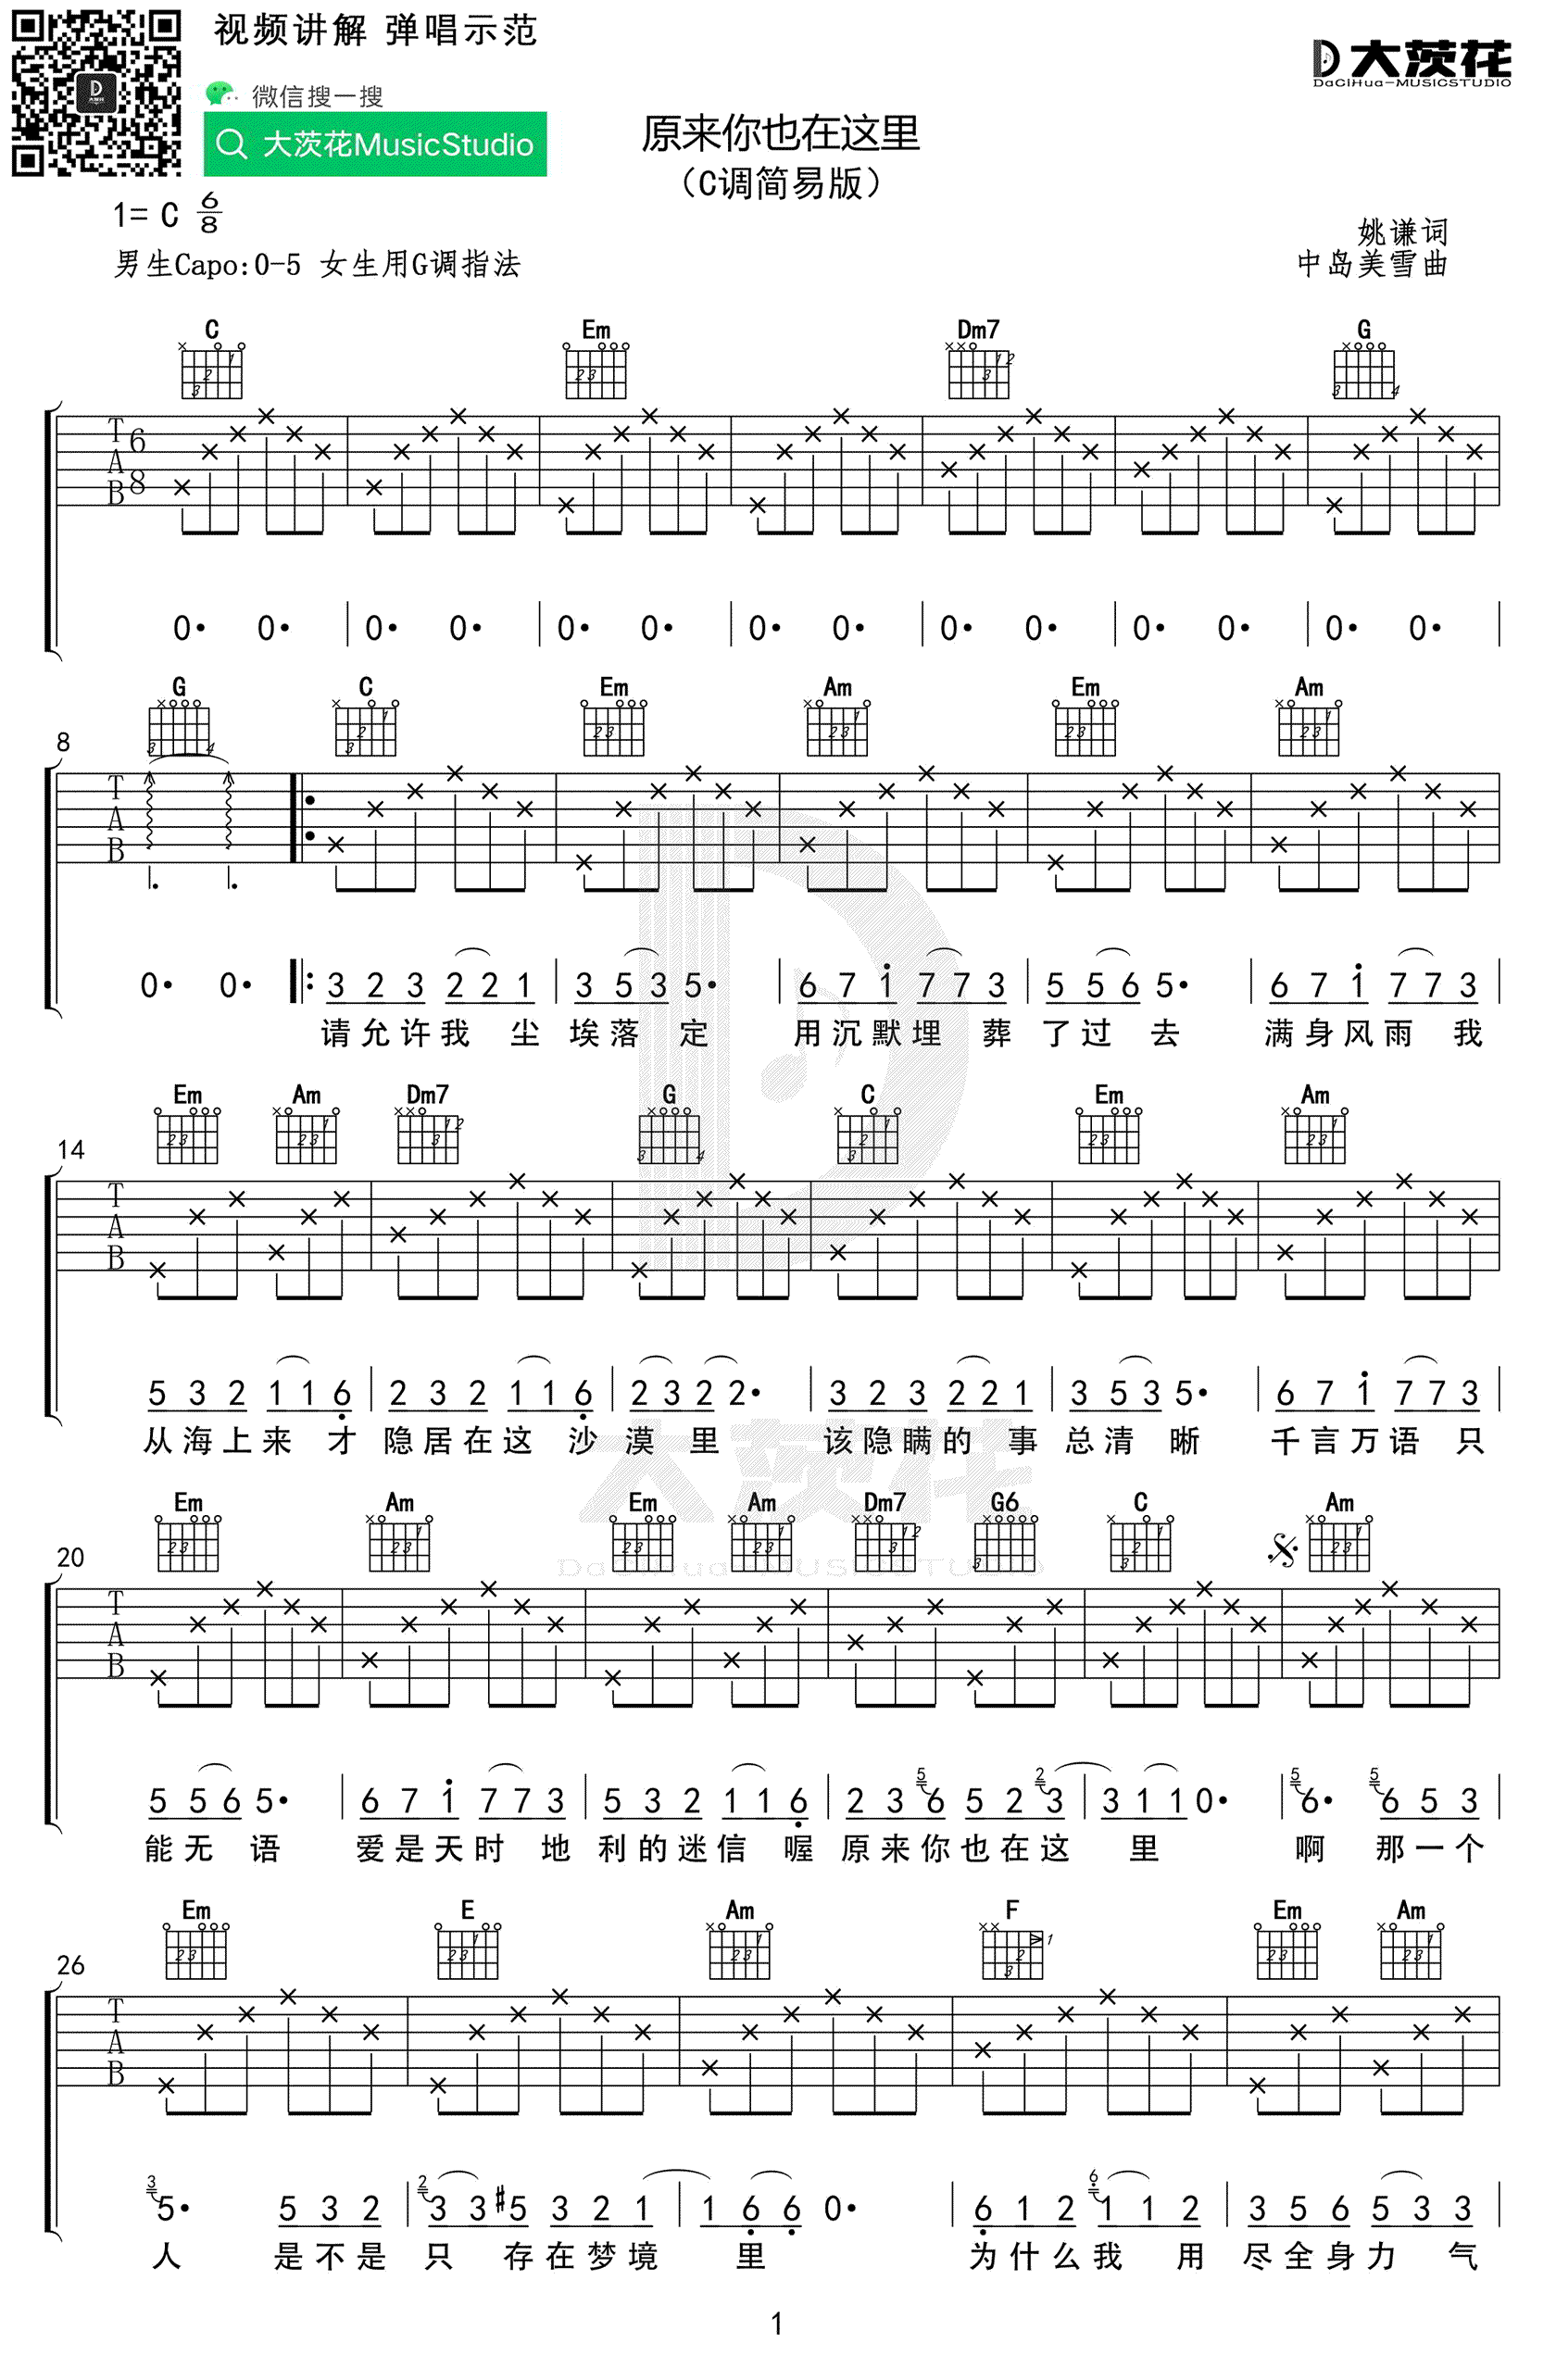 视频讲解 弹唱示范
微信搜一搜
大茨花MusicStudio
大茨花
DaCiHua-MUSICSTUDIO
原来你也在这里
（C调简易版）
1= C 6/8
男生Capo:0-5 女生用G调指法
姚谦词
中岛美雪曲
C Em Dm7 G
T A B 6 8
0· 0· | 0· 0· | 0· 0· | 0· 0· | 0· 0· | 0· 0· | 0· 0· |
G C Em Am Em Am
8
T A B
0· 0· 3 2 3 2 2 1 | 3 5 3 5· | 6 7 1 7 7 3 | 5 5 6 5· | 6 7 1 7 7 3 |
请允许我 尘 埃落 定 用沉默埋 葬 了过 去 满身风雨 我
Em Am Dm7 G C Em Am
14
T A B
5 3 2 1 1 6 | 2 3 2 1 1 6 | 2 3 2 2· | 3 2 3 2 2 1 | 3 5 3 5· | 6 7 1 7 7 3 |
从海上来 才 隐居在这 沙 漠 里 该隐瞒的 事 总清 晰 千言万语 只
大茨花
DaCiHua-MUSICSTUDIO
Em Am Em Am Dm7 G6 C Am
20
T A B
5 5 6 5· | 6 7 1 7 7 3 | 5 3 2 1 1 6 | 2 3 5 6 5 2 2 3 | 3 1 1 0· | 5 6· 5 6 5 3 |
能无 语 爱是天时 地 利的迷信 喔 原来你也在这 里 啊 那一个
Em E Am F Em Am
26
T A B
3 5· 5 3 2 | 2 3 3 #5 3 2 1 | 1 6 6 0· | 6 1 2 6 1 1 2 | 3 5 6 5 3 3 |
人 是不是 只 存在梦境 里 为什么我 用 尽全身力 气
1